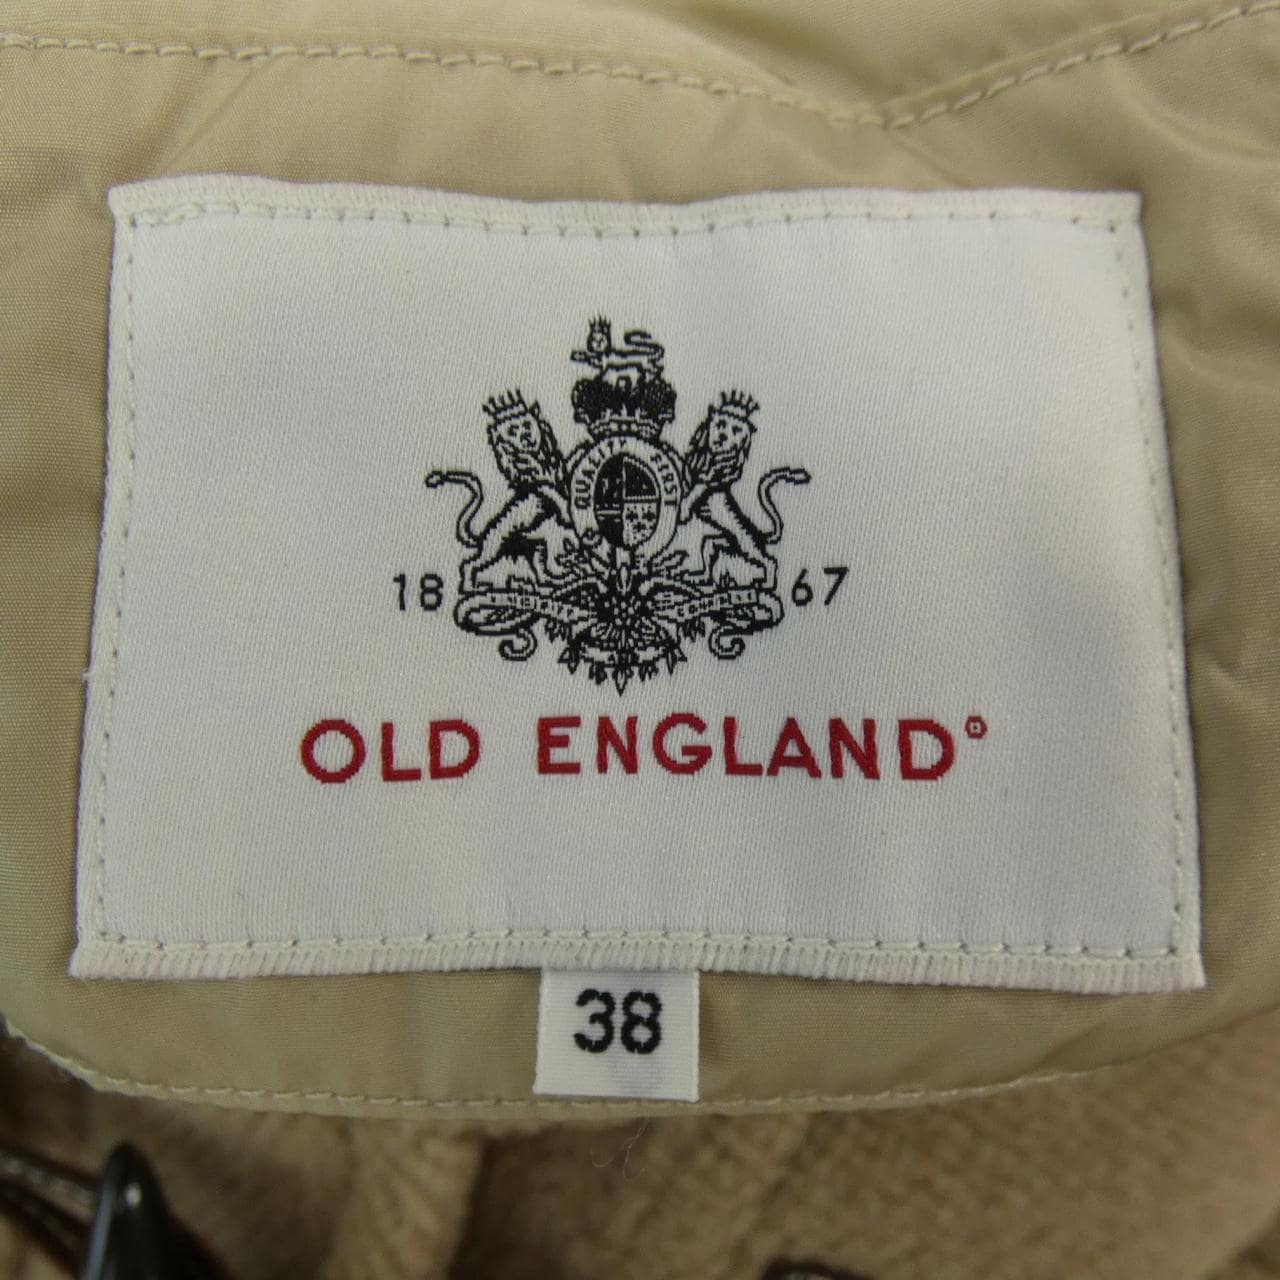 QUALITY FIRST
18 67
OLD ENGLAND
38